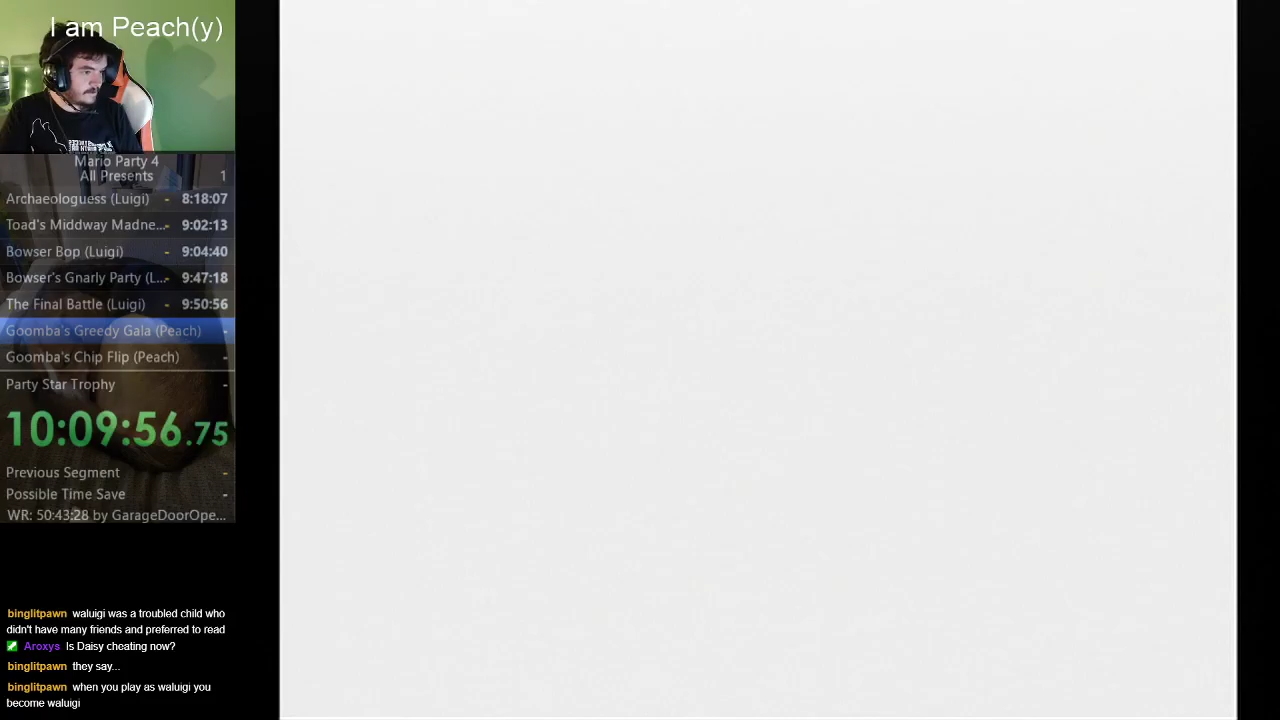 I am Peach(y)
Mario Party 4
All Presents 1
Archaeologuess (Luigi) - 8:18:07
Toad's Middway Madne... - 9:02:13
Bowser Bop (Luigi) - 9:04:40
Bowser's Gnarly Party (L... - 9:47:18
The Final Battle (Luigi) - 9:50:56
Goomba's Greedy Gala (Peach) -
Goomba's Chip Flip (Peach) -
Party Star Trophy -
10:09:56.75
Previous Segment -
Possible Time Save -
WR: 50:43:28 by GarageDoorOpe...
binglitpawn waluigi was a troubled child who
didn't have many friends and preferred to read
Aroxys Is Daisy cheating now?
binglitpawn they say...
binglitpawn when you play as waluigi you
become waluigi